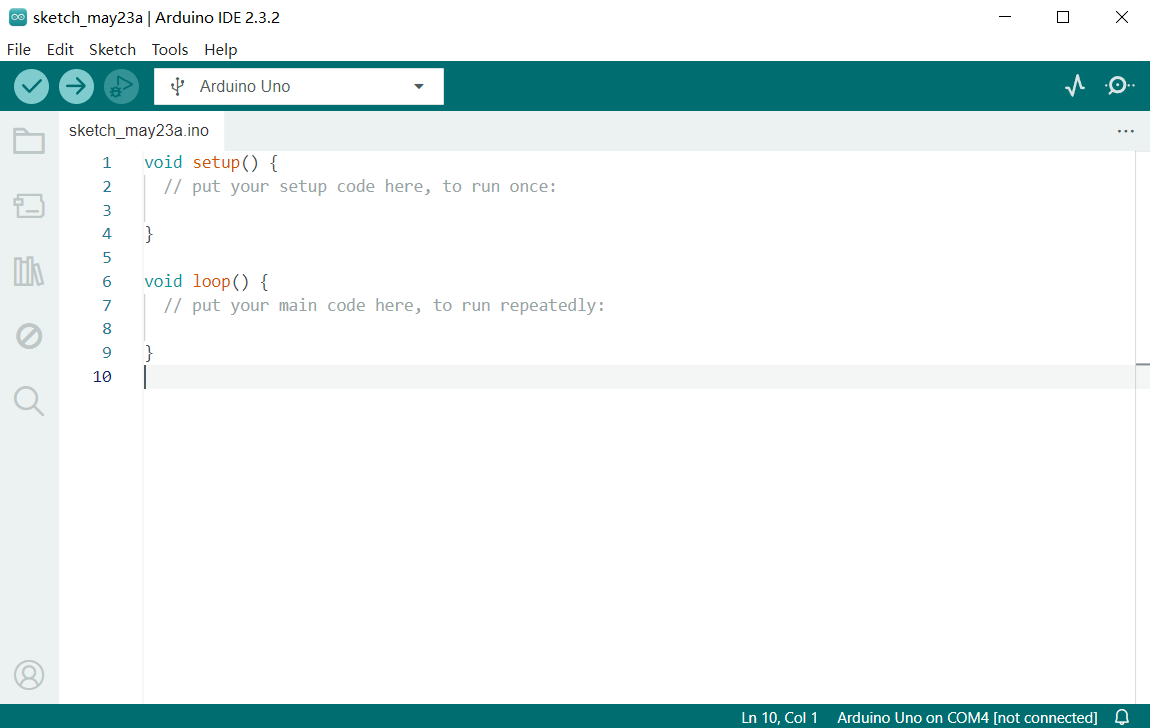 sketch_may23a | Arduino IDE 2.3.2
File Edit Sketch Tools Help
Arduino Uno
sketch_may23a.ino
1 void setup() {
2 // put your setup code here, to run once:
3
4 }
5
6 void loop() {
7 // put your main code here, to run repeatedly:
8
9 }
10
Ln 10, Col 1 Arduino Uno on COM4 [not connected]